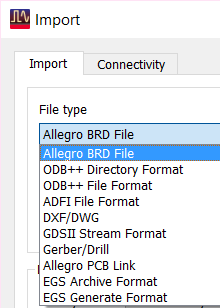 Import
Import
Connectivity
File type
Allegro BRD File
Allegro BRD File
ODB++ Directory Format
ODB++ File Format
ADFI File Format
DXF/DWG
GDSII Stream Format
Gerber/Drill
Allegro PCB Link
EGS Archive Format
EGS Generate Format